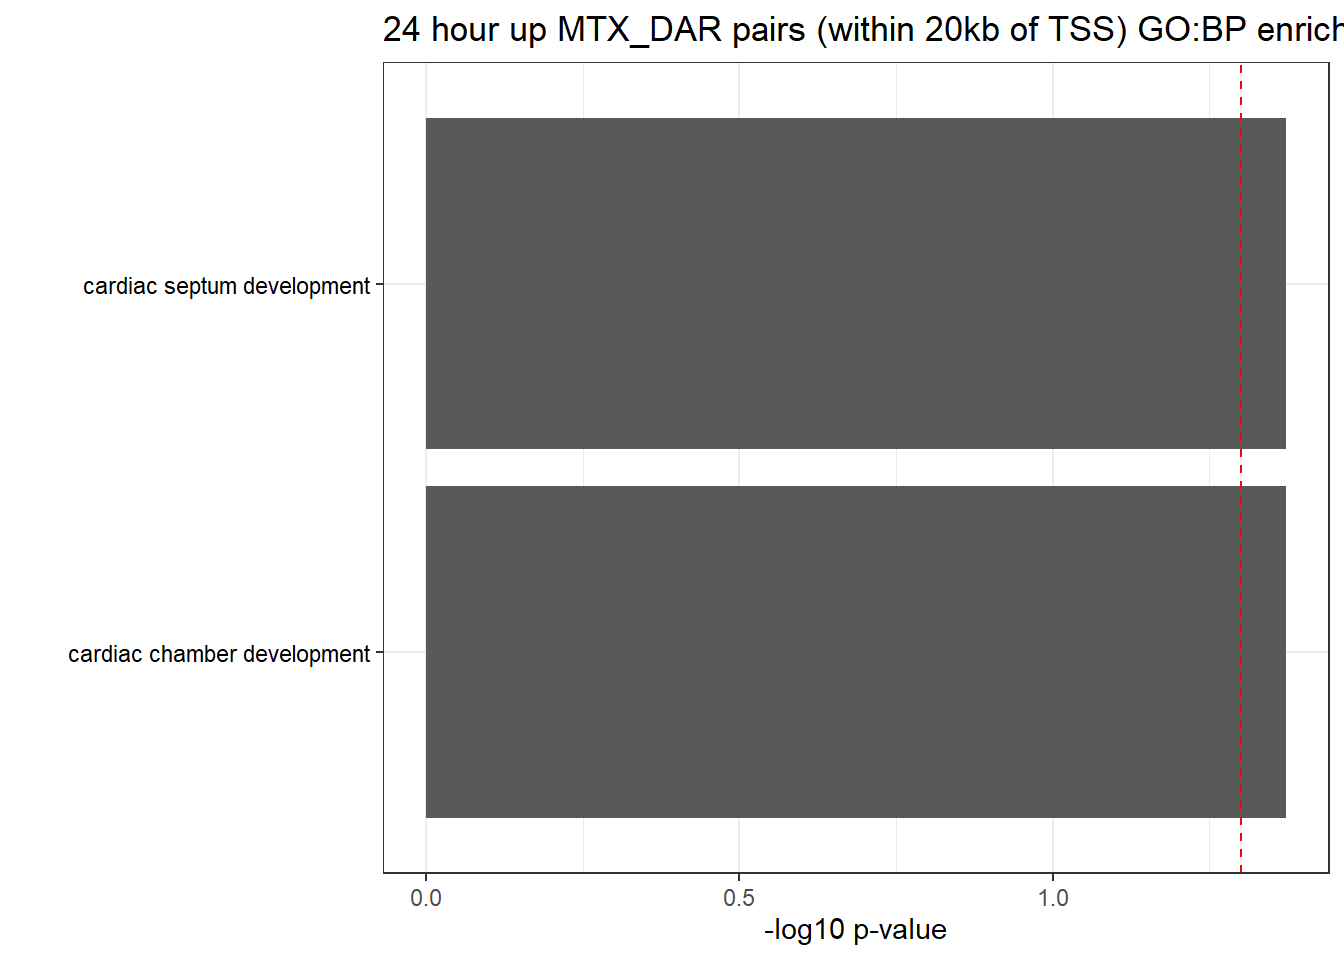 24 hour up MTX_DAR pairs (within 20kb of TSS) GO:BP enrich
cardiac septum development
cardiac chamber development
0.0 0.5 1.0
-log10 p-value